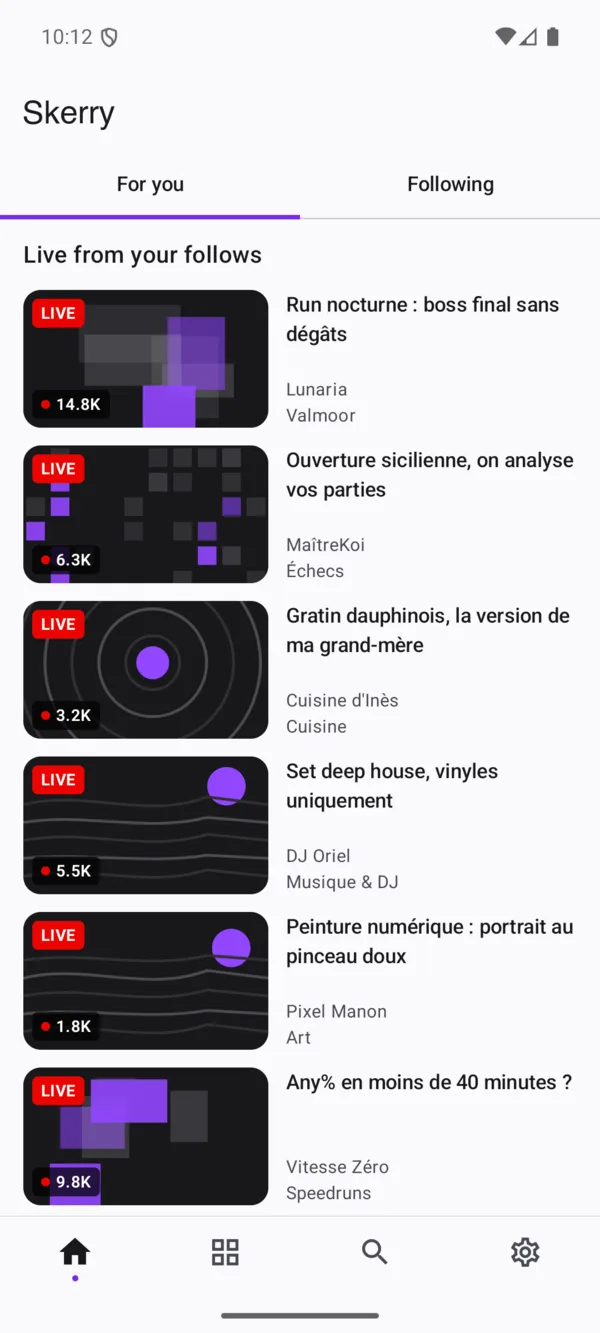 10:12
Skerry
For you
Following
Live from your follows
LIVE
14.8K
Run nocturne : boss final sans
dégâts
Lunaria
Valmoor
LIVE
6.3K
Ouverture sicilienne, on analyse
vos parties
MaîtreKoi
Échecs
LIVE
3.2K
Gratin dauphinois, la version de
ma grand-mère
Cuisine d'Inès
Cuisine
LIVE
5.5K
Set deep house, vinyles
uniquement
DJ Oriel
Musique & DJ
LIVE
1.8K
Peinture numérique : portrait au
pinceau doux
Pixel Manon
Art
LIVE
9.8K
Any% en moins de 40 minutes ?
Vitesse Zéro
Speedruns